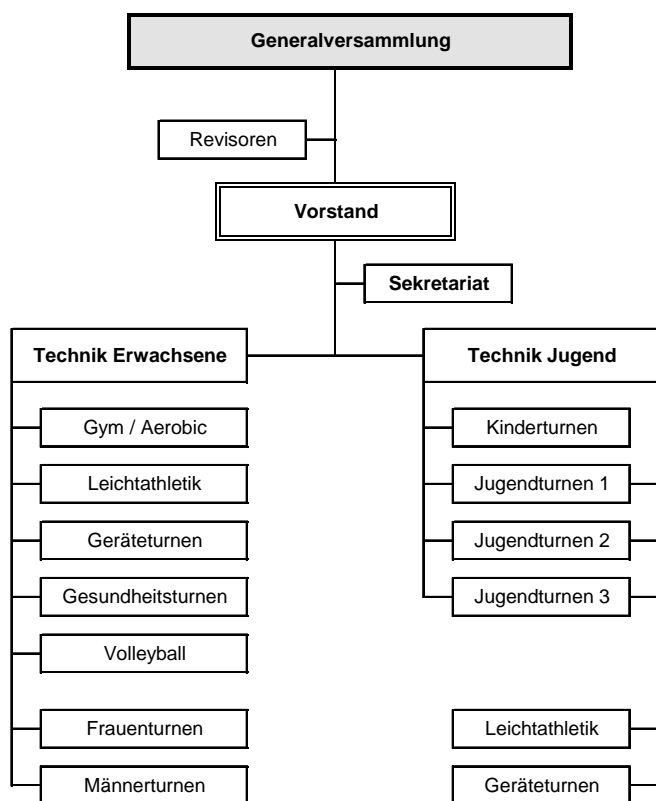 Generalversammlung
Revisoren
Vorstand
Sekretariat
Technik Erwachsene
Technik Jugend
Gym / Aerobic
Kinderturnen
Leichtathletik
Jugendturnen 1
Geräteturnen
Jugendturnen 2
Gesundheitsturnen
Jugendturnen 3
Volleyball
Frauenturnen
Leichtathletik
Männerturnen
Geräteturnen